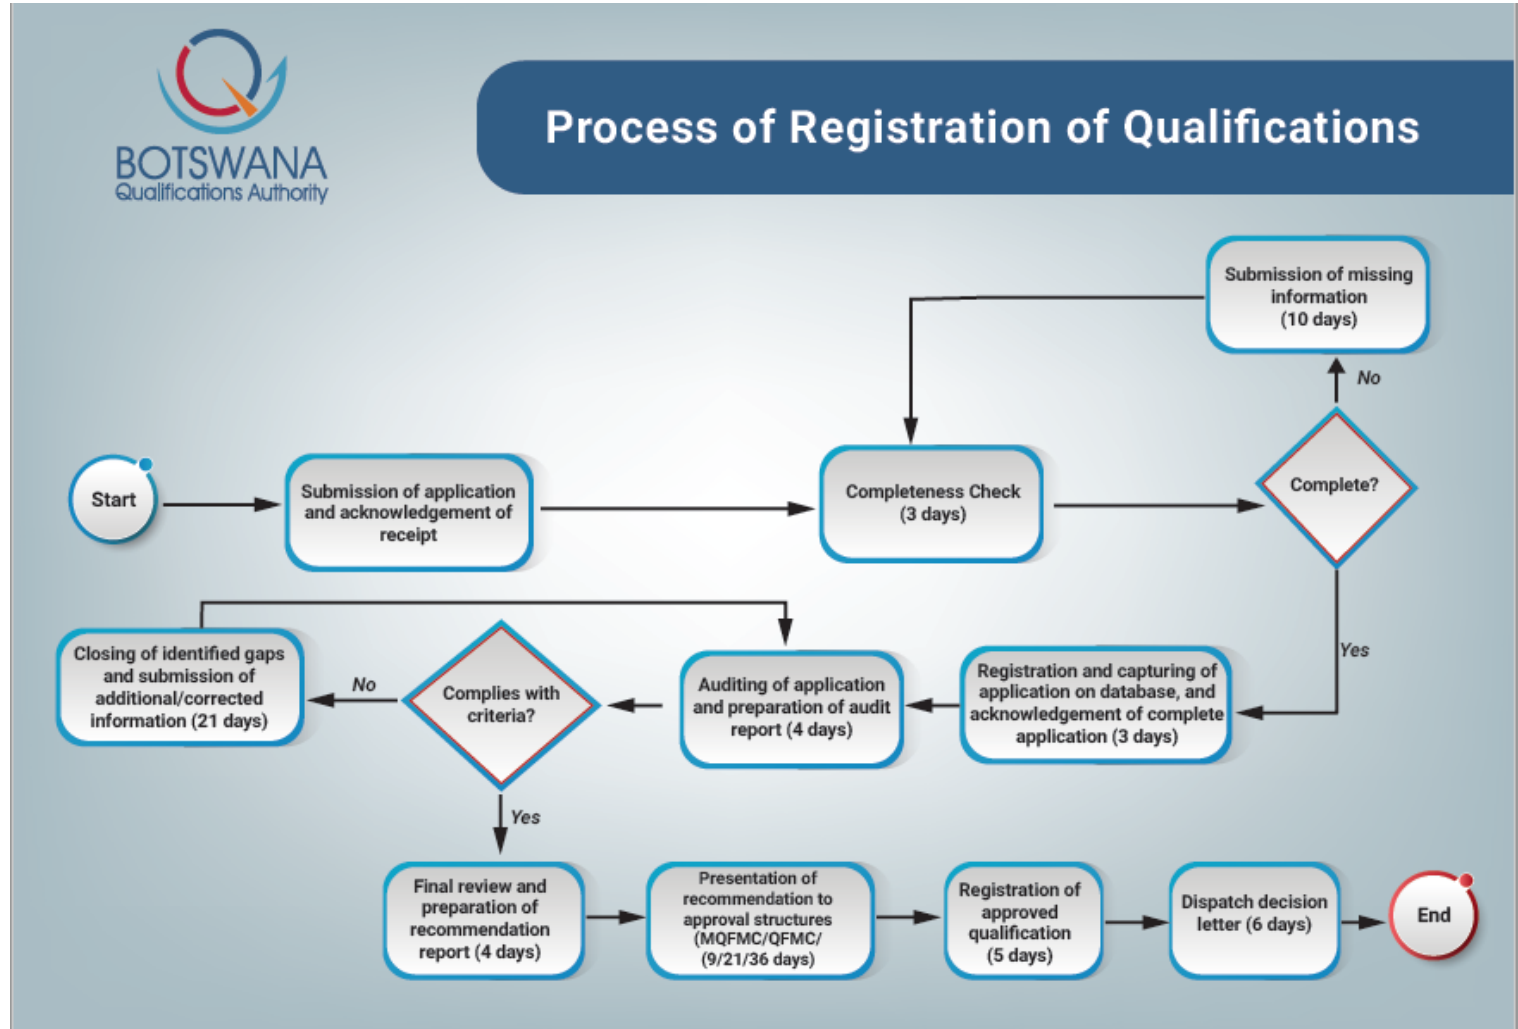 BOTSWANA
Qualifications Authority
Process of Registration of Qualifications
Submission of missing
information
(10 days)
No
Start
Submission of application
and acknowledgement of
receipt
Completeness Check
(3 days)
Complete?
Yes
Closing of identified gaps
and submission of
additional/corrected
information (21 days)
No
Complies with
criteria?
Auditing of application
and preparation of audit
report (4 days)
Registration and capturing of
application on database, and
acknowledgement of complete
application (3 days)
Yes
Final review and
preparation of
recommendation
report (4 days)
Presentation of
recommendation to
approval structures
(MQFMC/QFMC/
(9/21/36 days)
Registration of
approved
qualification
(5 days)
Dispatch decision
letter (6 days)
End